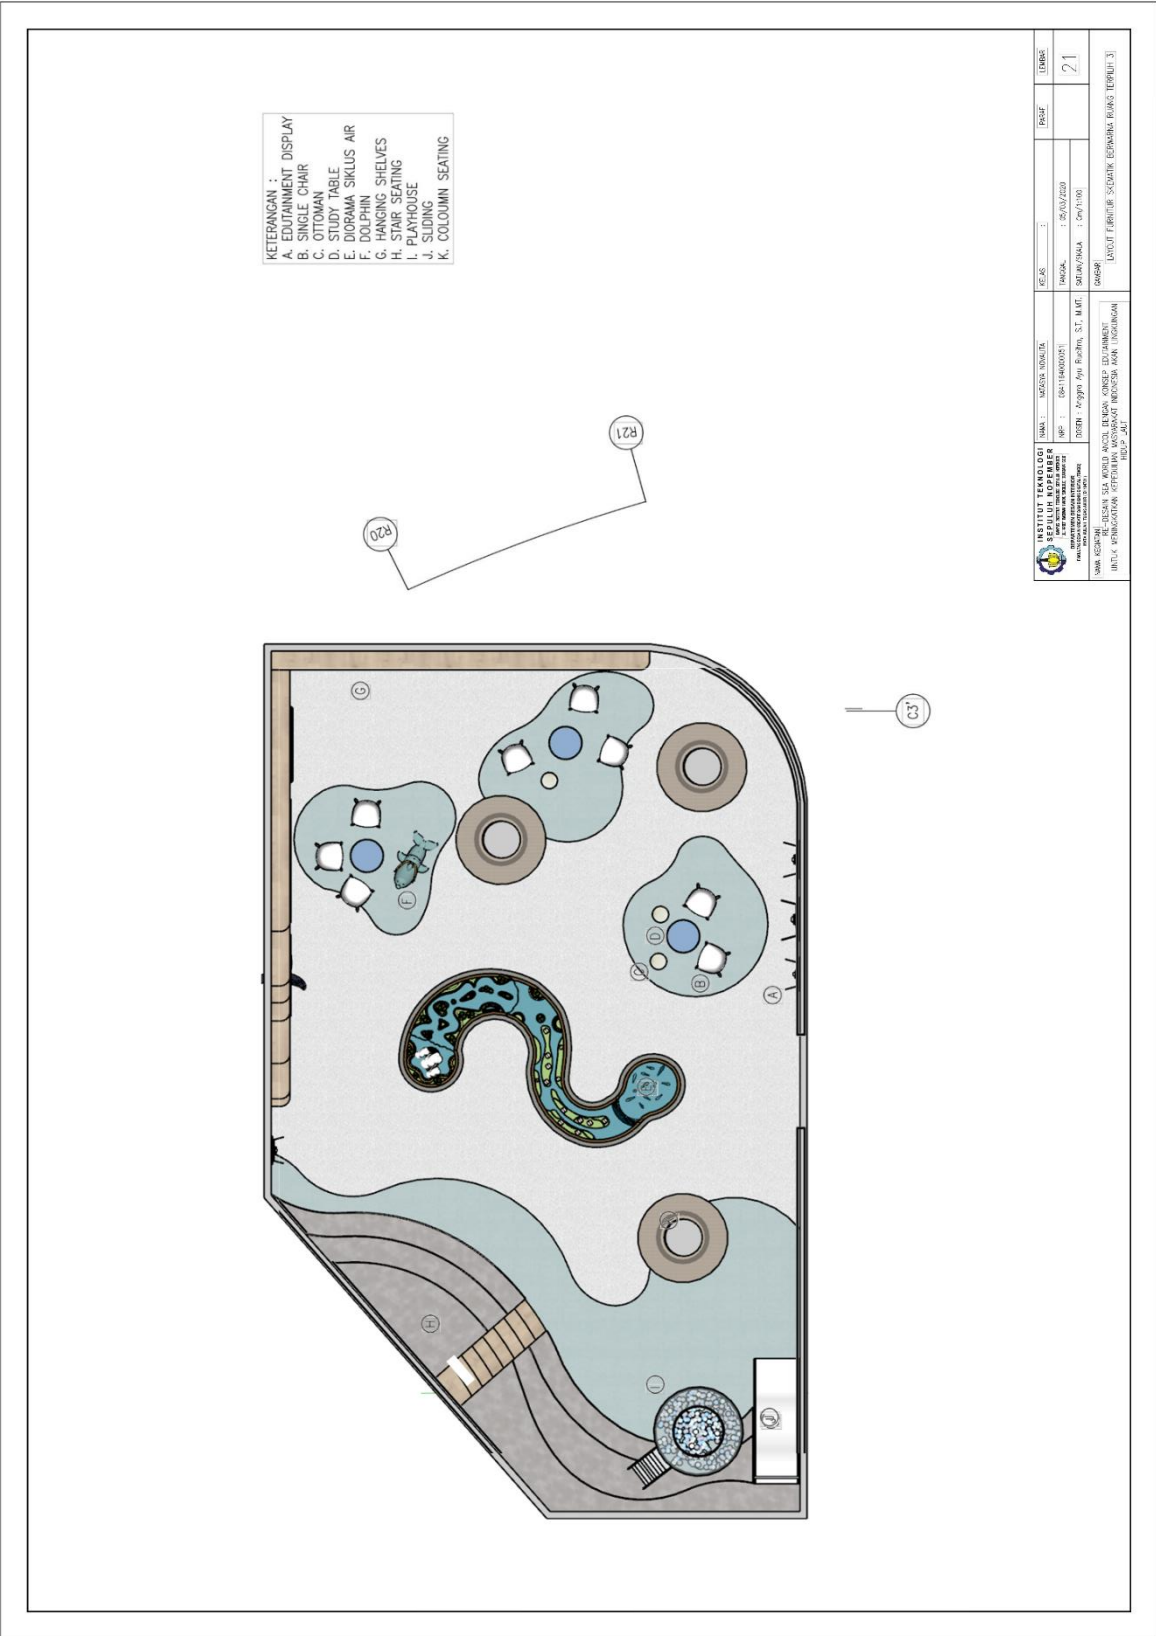 KETERANGAN :
A. EDUTAINMENT DISPLAY
B. SINGLE CHAIR
C. OTTOMAN
D. STUDY TABLE
E. DIORAMA SIKLUS AIR
F. DOLPHIN
G. HANGING SHELVES
H. STAIR SEATING
I. PLAYHOUSE
J. SLIDING
K. COLOUMN SEATING
R20
R21
C3'
G
F
D
C
B
A
H
I
J
INSTITUT TEKNOLOGI
SEPULUH NOPEMBER
DEPARTEMEN DESAIN INTERIOR
NAMA : NATASYA NOVALITA
NRP : 08411640000051
DOSEN : Anggra Ayu Rucitra, S.T, M.MT.
KELAS :
TANGGAL : 05/03/2020
SATUAN/SKALA : Cm/1:100
PARAF
LEMBAR
21
NAMA KEGIATAN
RE-DESAIN SEA WORLD ANCOL DENGAN KONSEP EDUTAINMENT
UNTUK MENINGKATKAN KEPEDULIAN MASYARAKAT INDONESIA AKAN LINGKUNGAN
HIDUP LAUT
GAMBAR
LAYOUT FURNITUR SKEMATIK BERWARNA RUANG TERPILIH 3